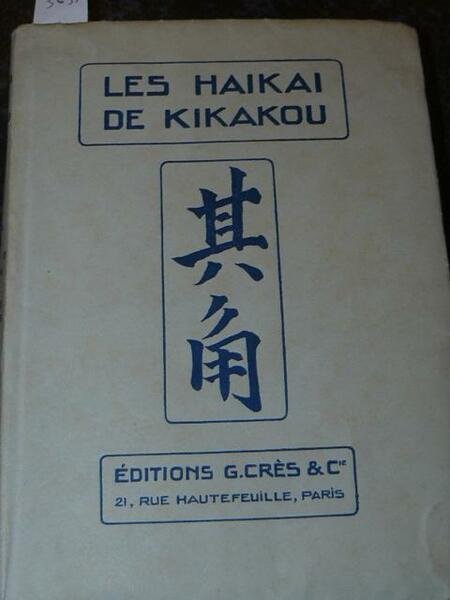 LES HAIKAI
DE KIKAKOU
其角
ÉDITIONS G.CRÈS & Cie
21, RUE HAUTEFEUILLE, PARIS